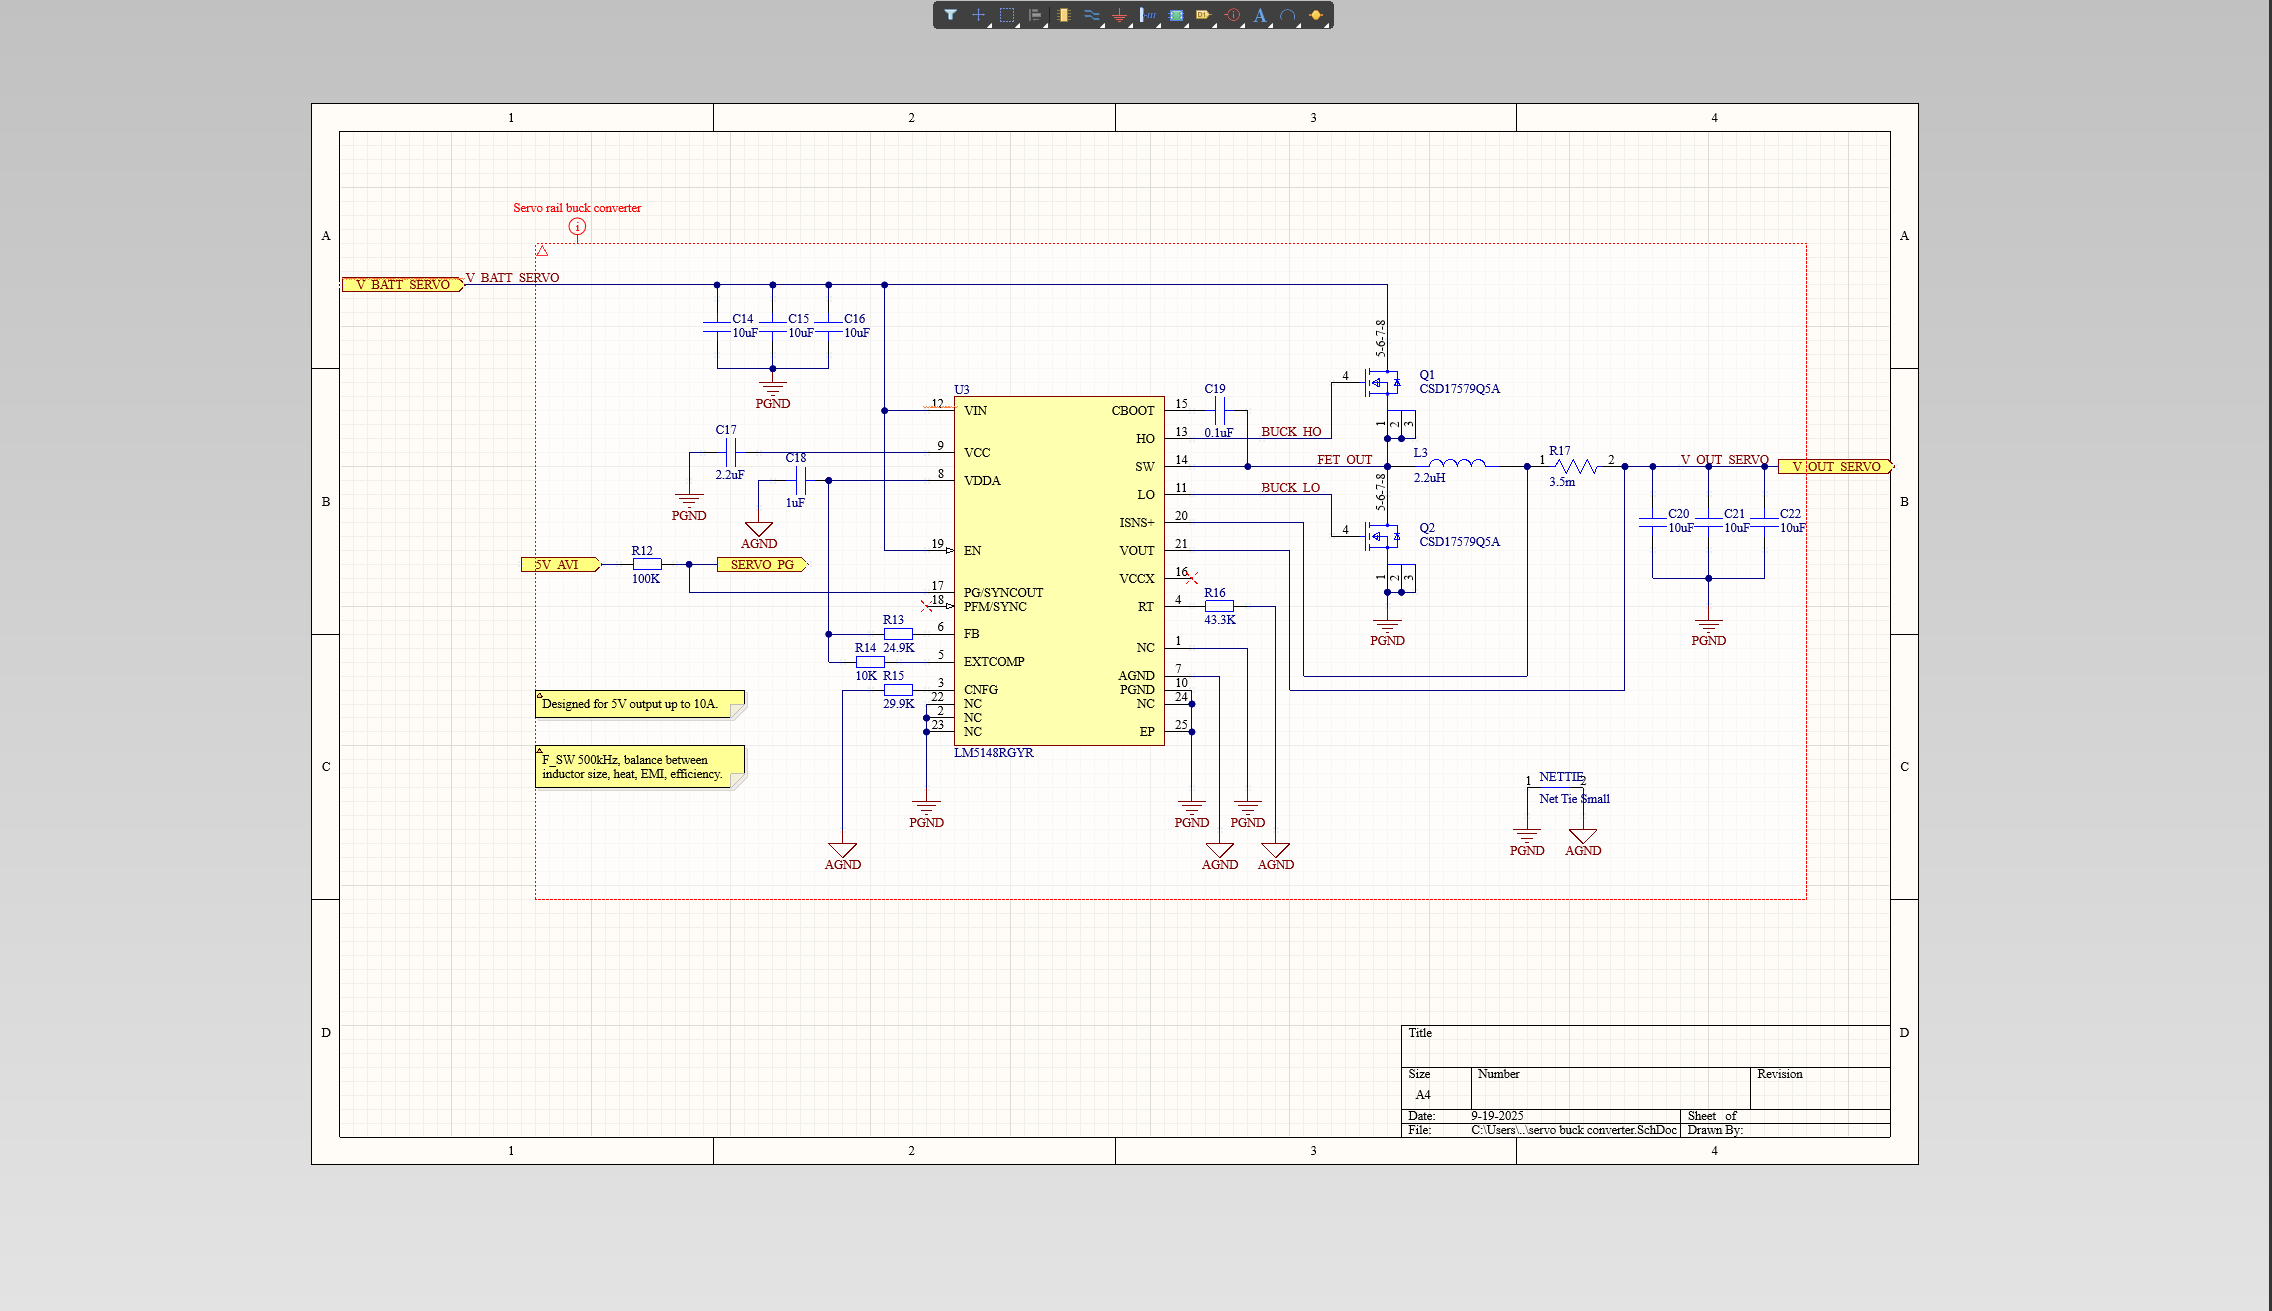 1 2 3 4
A A
Servo rail buck converter
i
V_BATT_SERVO V_BATT_SERVO
C14 C15 C16
10uF 10uF 10uF
PGND
5-6-7-8
4 Q1
CSD17579Q5A
1 2 3
U3
12 VIN CBOOT 15 C19
0.1uF
HO 13 BUCK_HO
C17
2.2uF
PGND
9 VCC SW 14 FET_OUT
L3
2.2uH
1 R17 2
3.5m
V_OUT_SERVO V_OUT_SERVO
C18
1uF
AGND
8 VDDA LO 11 BUCK_LO
5-6-7-8
B B
ISNS+ 20
4 Q2
CSD17579Q5A
1 2 3
PGND
C20 C21 C22
10uF 10uF 10uF
PGND
19 EN VOUT 21
5V_AVI R12 SERVO_PG
100K
VCCX 16
17 PG/SYNCOUT
18 PFM/SYNC RT 4 R16
43.3K
R13 6 FB
24.9K
NC 1
R14 5 EXTCOMP
10K
AGND 7
R15 3 CNFG PGND 10
29.9K
22 NC NC 24
2 NC
23 NC EP 25
LM5148RGYR
Designed for 5V output up to 10A.
F_SW 500kHz, balance between
inductor size, heat, EMI, efficiency.
C C
1 NETTIE 2
Net Tie Small
PGND PGND PGND
PGND AGND
AGND AGND AGND
D D
Title
Size Number Revision
A4
Date: 9-19-2025 Sheet of
File: C:\Users\..\servo buck converter.SchDoc Drawn By:
1 2 3 4